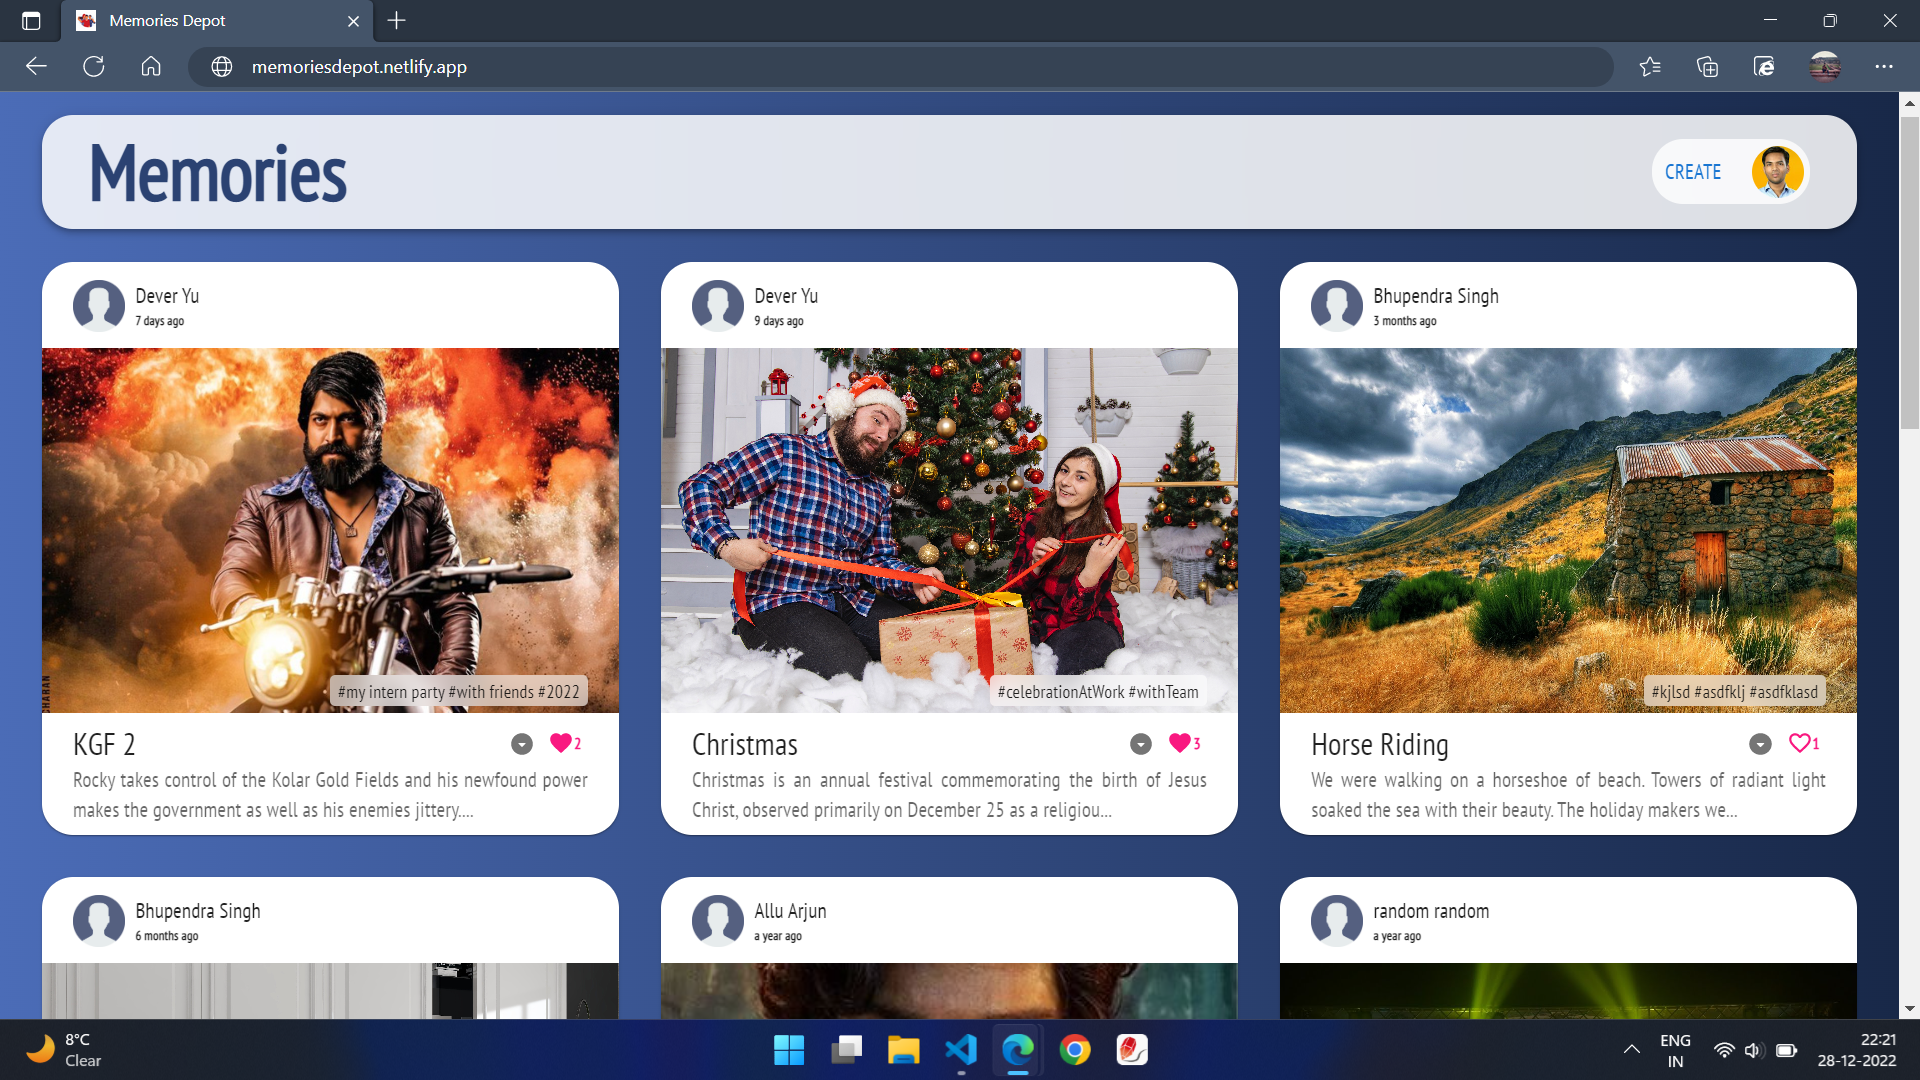 Memories Depot
memoriesdepot.netlify.app
Memories
CREATE
Dever Yu
7 days ago
CHARAN
#my intern party #with friends #2022
KGF 2
2
Rocky takes control of the Kolar Gold Fields and his newfound power
makes the government as well as his enemies jittery....
Dever Yu
9 days ago
#celebrationAtWork #withTeam
Christmas
3
Christmas is an annual festival commemorating the birth of Jesus
Christ, observed primarily on December 25 as a religiou...
Bhupendra Singh
3 months ago
#kjlsd #asdfklj #asdfklasd
Horse Riding
1
We were walking on a horseshoe of beach. Towers of radiant light
soaked the sea with their beauty. The holiday makers we...
Bhupendra Singh
6 months ago
Allu Arjun
a year ago
random random
a year ago
8°C
Clear
ENG
IN
22:21
28-12-2022